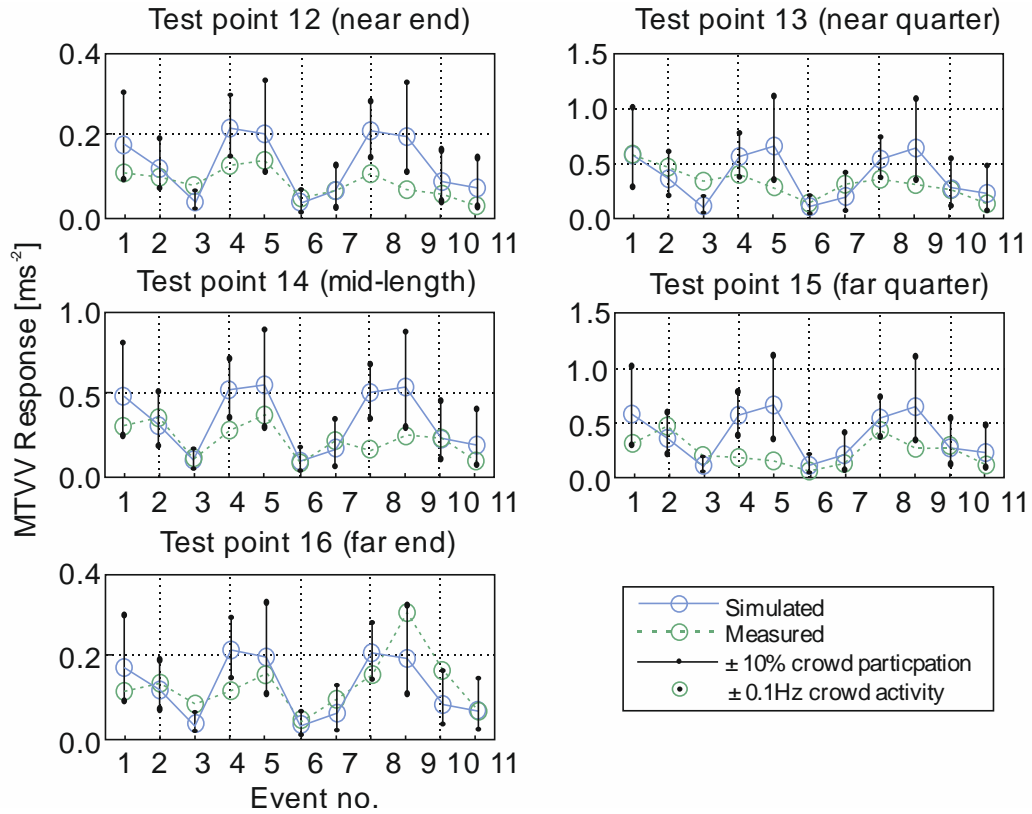 Test point 12 (near end)
0.4
0.2
0.0
1 2 3 4 5 6 7 8 9 10 11
Test point 13 (near quarter)
1.5
1.0
0.5
0.0
1 2 3 4 5 6 7 8 9 10 11
Test point 14 (mid-length)
1.0
0.5
0.0
1 2 3 4 5 6 7 8 9 10 11
Test point 15 (far quarter)
1.5
1.0
0.5
0.0
1 2 3 4 5 6 7 8 9 10 11
MTVV Response [ms⁻²]
Test point 16 (far end)
0.4
0.2
0.0
1 2 3 4 5 6 7 8 9 10 11
Event no.
Simulated
Measured
± 10% crowd particpation
± 0.1Hz crowd activity